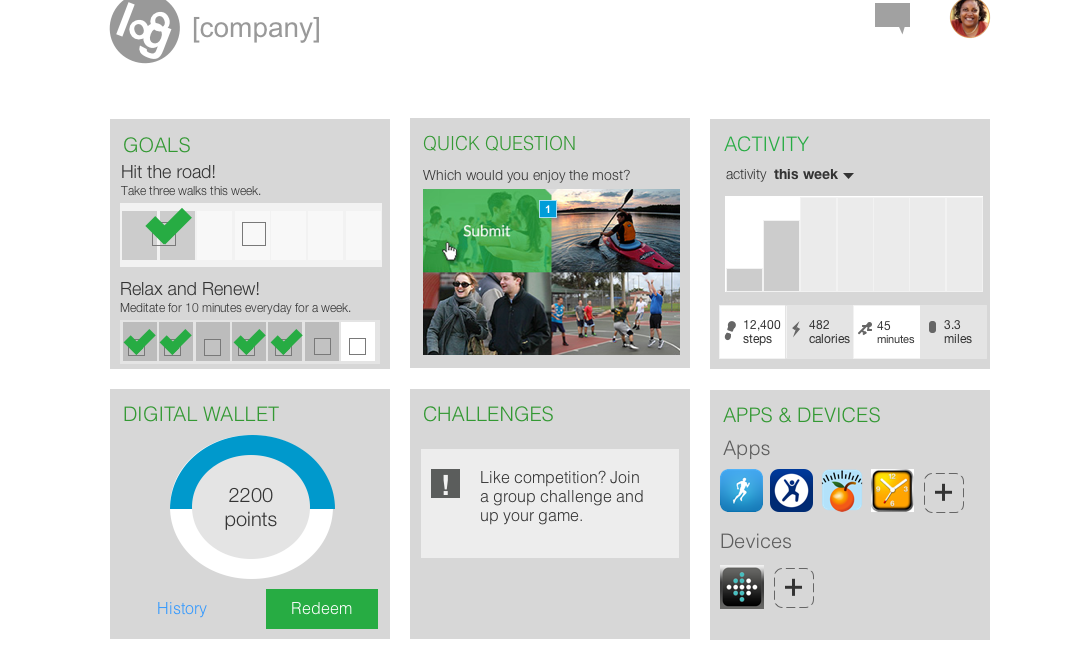 logo
[company]
GOALS
Hit the road!
Take three walks this week.
Relax and Renew!
Meditate for 10 minutes everyday for a week.
QUICK QUESTION
Which would you enjoy the most?
1
Submit
ACTIVITY
activity this week
12,400
steps
482
calories
45
minutes
3.3
miles
DIGITAL WALLET
2200
points
History
Redeem
CHALLENGES
!
Like competition? Join
a group challenge and
up your game.
APPS & DEVICES
Apps
+
Devices
+